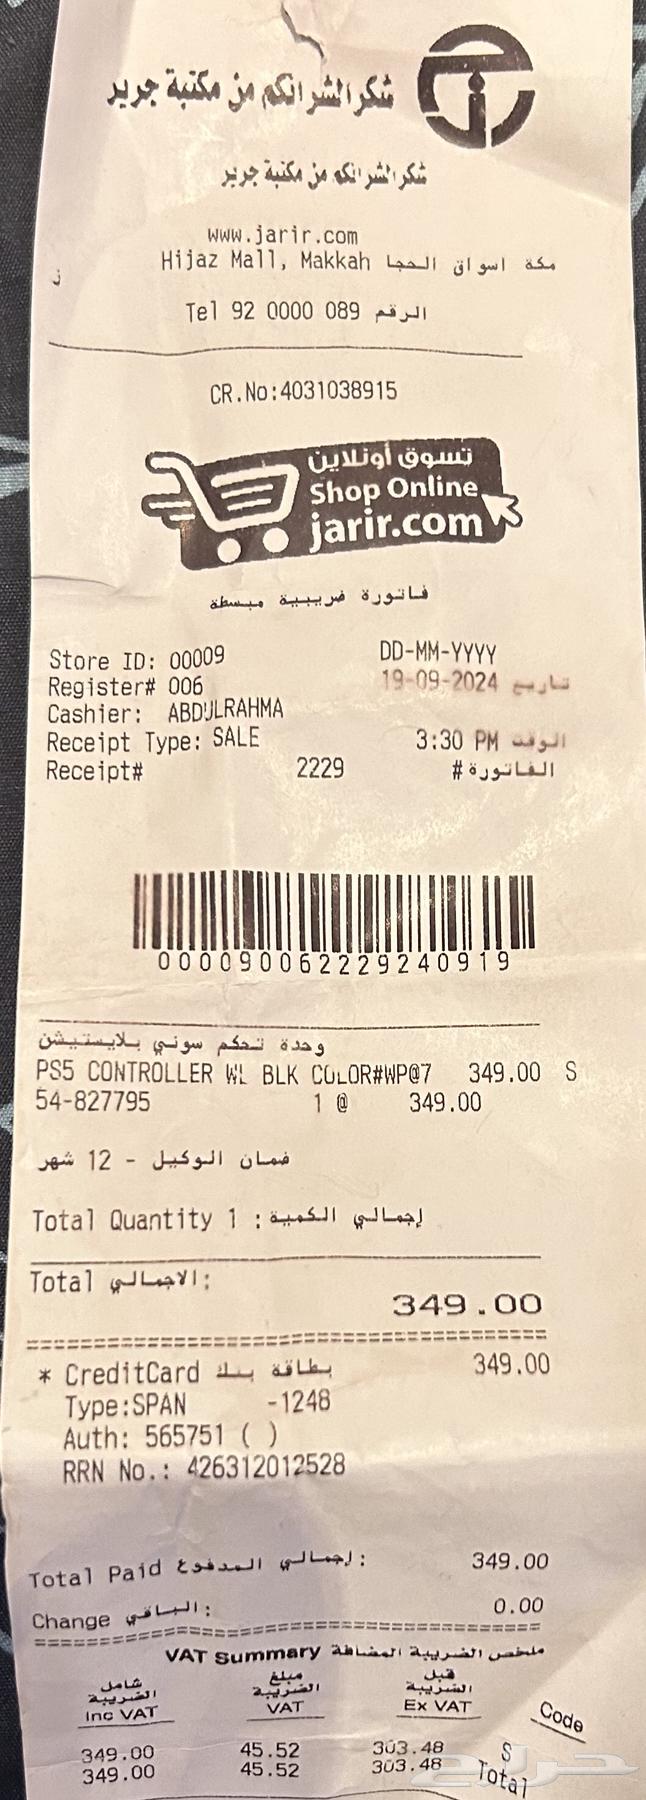 شكرالشرائكم من مكتبة جرير
شكرالشرائكم من مكتبة جرير
www.jarir.com
Hijaz Mall, Makkah مكة اسواق الحجا
ز
Tel 92 0000 089 الرقم
CR.No:4031038915
تسوق أونلاين
Shop Online
jarir.com
فاتورة ضريبية مبسطة
Store ID: 00009 DD-MM-YYYY
Register# 006 19-09-2024 تاريخ
Cashier: ABDULRAHMA
Receipt Type: SALE 3:30 PM الوقت
Receipt# 2229 الفاتورة#
000090062229240919
وحدة تحكم سوني بلايستيشن
PS5 CONTROLLER WL BLK COLOR#WP@7 349.00 S
54-827795 1 @ 349.00
ضمان الوكيل - 12 شهر
Total Quantity 1 : إجمالي الكمية
Total الاجمالي:
349.00
* CreditCard بطاقة بنك 349.00
Type:SPAN -1248
Auth: 565751 ( )
RRN No.: 426312012528
Total Paid إجمالي المدفوع: 349.00
Change الباقي: 0.00
VAT Summary ملخص الضريبة المضافة
شامل الضريبة مبلغ الضريبة قبل الضريبة
Inc VAT VAT Ex VAT Code
349.00 45.52 303.48 S
349.00 45.52 303.48 Total
حراج